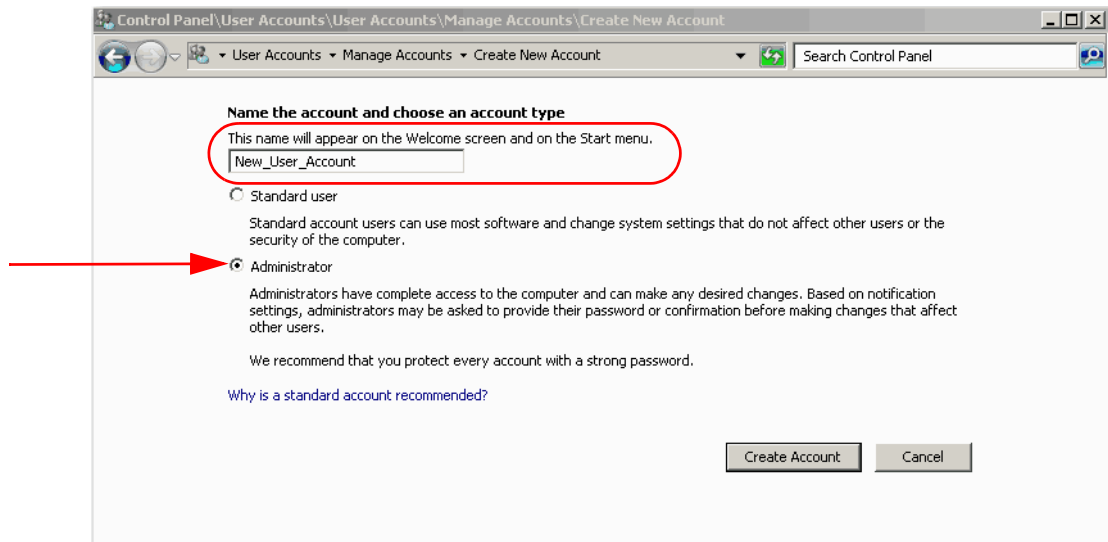 Control Panel\User Accounts\User Accounts\Manage Accounts\Create New Account
User Accounts Manage Accounts Create New Account
Search Control Panel
Name the account and choose an account type
This name will appear on the Welcome screen and on the Start menu.
New_User_Account
Standard user
Standard account users can use most software and change system settings that do not affect other users or the
security of the computer.
Administrator
Administrators have complete access to the computer and can make any desired changes. Based on notification
settings, administrators may be asked to provide their password or confirmation before making changes that affect
other users.
We recommend that you protect every account with a strong password.
Why is a standard account recommended?
Create Account
Cancel